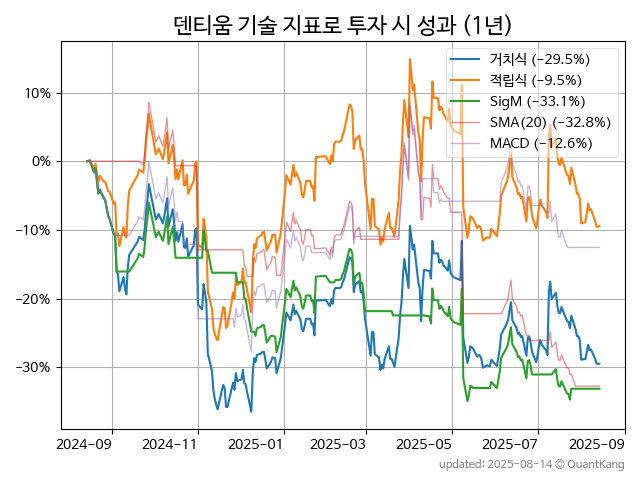 덴티움 기술 지표로 투자 시 성과 (1년)
거치식 (−29.5%)
적립식 (−9.5%)
SigM (−33.1%)
SMA(20) (−32.8%)
MACD (−12.6%)
10%
0%
−10%
−20%
−30%
2024-09 2024-11 2025-01 2025-03 2025-05 2025-07 2025-09
updated: 2025-08-14 © QuantKang